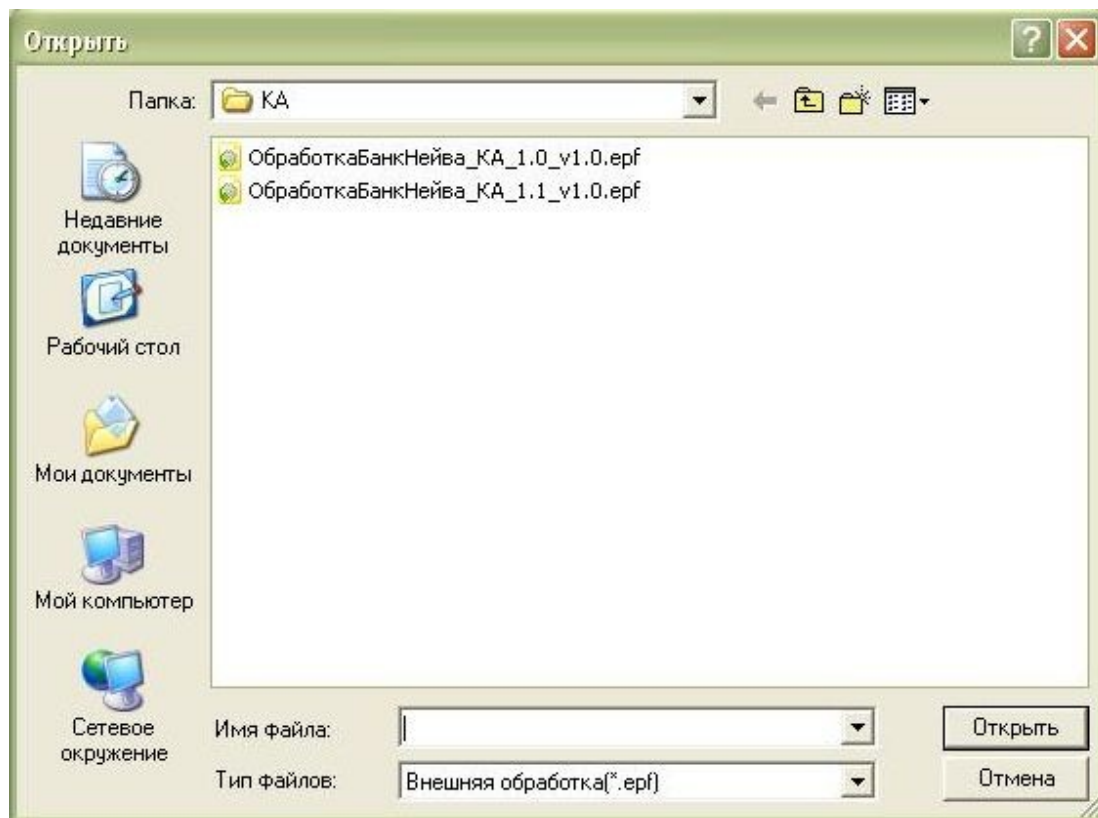 Открыть
Папка:
КА
ОбработкаБанкНейва_КА_1.0_v1.0.epf
ОбработкаБанкНейва_КА_1.1_v1.0.epf
Недавние
документы
Рабочий стол
Мои документы
Мой компьютер
Сетевое
окружение
Имя файла:
Открыть
Тип файлов:
Внешняя обработка(*.epf)
Отмена